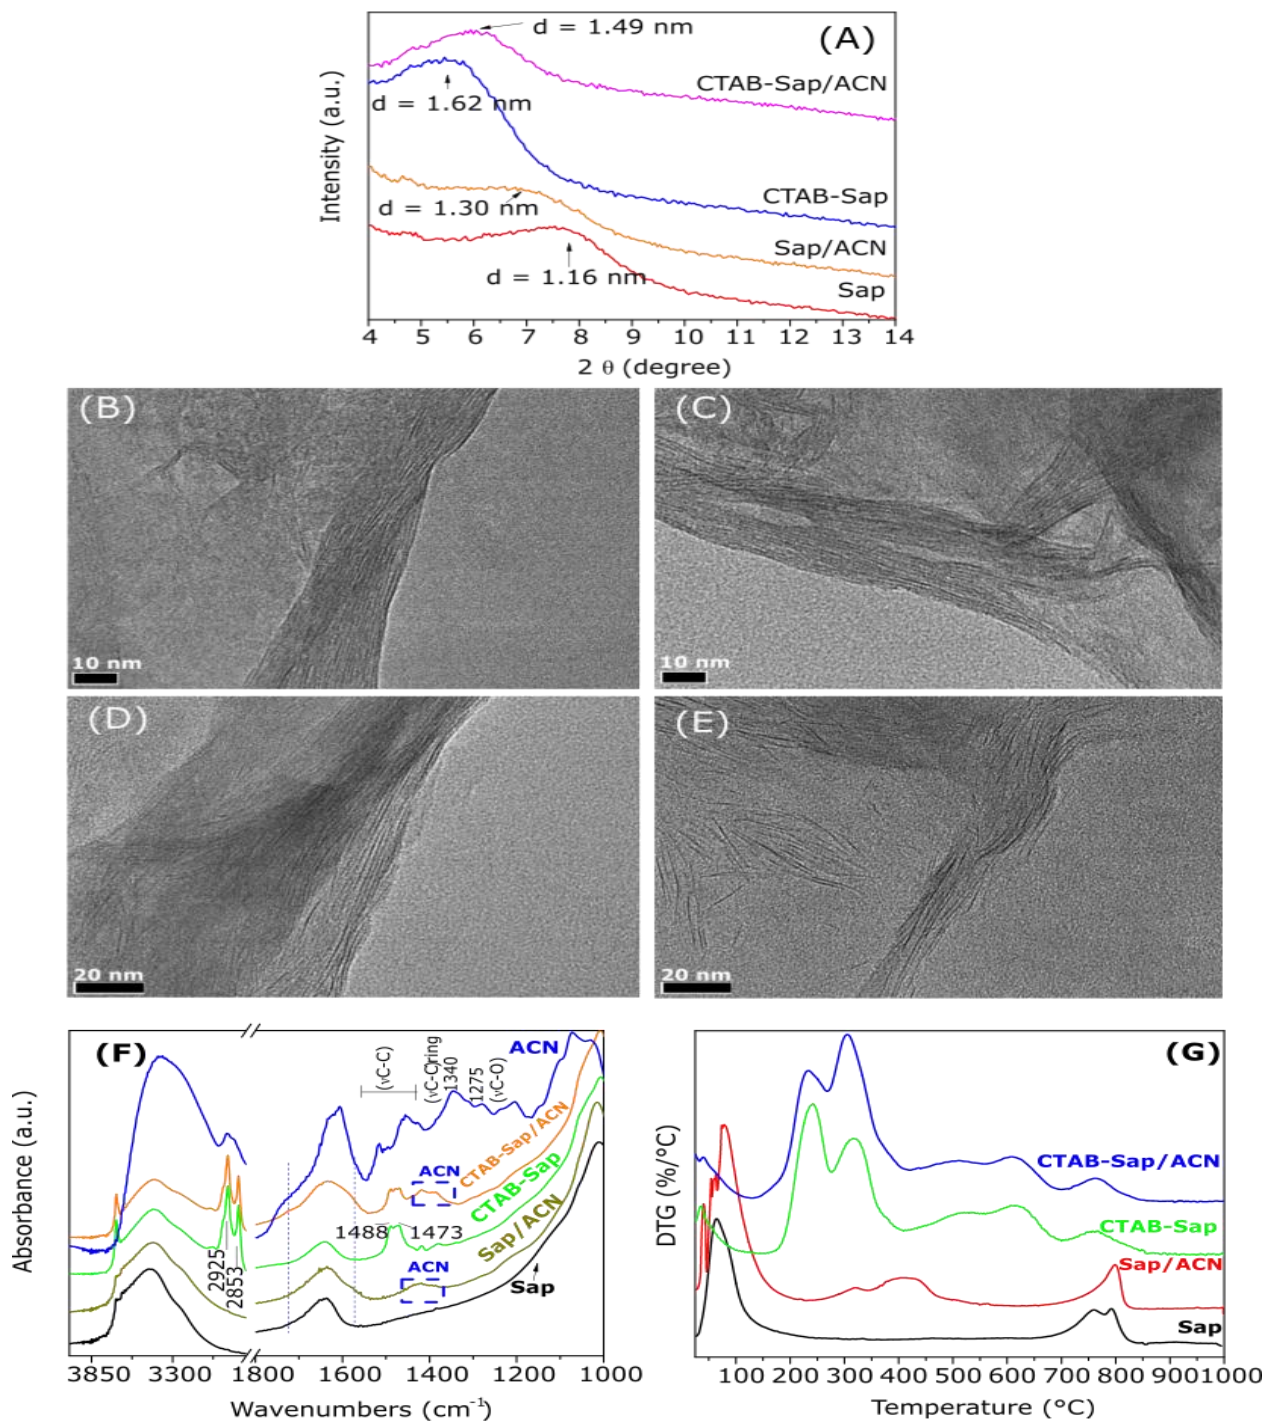 (A)
d = 1.49 nm
CTAB-Sap/ACN
d = 1.62 nm
CTAB-Sap
d = 1.30 nm
Sap/ACN
d = 1.16 nm
Sap
Intensity (a.u.)
4 5 6 7 8 9 10 11 12 13 14
2 θ (degree)
(B)
10 nm
(C)
10 nm
(D)
20 nm
(E)
20 nm
(F)
ACN
(νC-C)
(νC-C)ring
1340
1275
(νC-O)
CTAB-Sap/ACN
ACN
CTAB-Sap
1488
1473
2925
2853
Sap/ACN
ACN
Sap
Absorbance (a.u.)
3850 3300 1800 1600 1400 1200 1000
Wavenumbers (cm⁻¹)
(G)
CTAB-Sap/ACN
CTAB-Sap
Sap/ACN
Sap
DTG (%/°C)
100 200 300 400 500 600 700 800 900 1000
Temperature (°C)